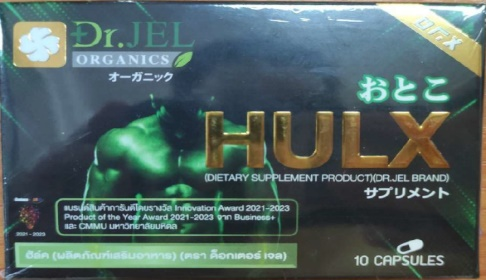 Dr.JEL
ORGANICS
オーガニック
おとこ
HULX
(DIETARY SUPPLEMENT PRODUCT)(DR.JEL BRAND)
サプリメント
แบรนด์สินค้าการันตีโดยรางวัล Innovation Award 2021-2023
Product of the Year Award 2021-2023 จาก Business+
และ CMMU มหาวิทยาลัยมหิดล
2021-2023
ฮัล์ค (ผลิตภัณฑ์เสริมอาหาร) (ตรา ด็อกเตอร์ เจล)
10 CAPSULES